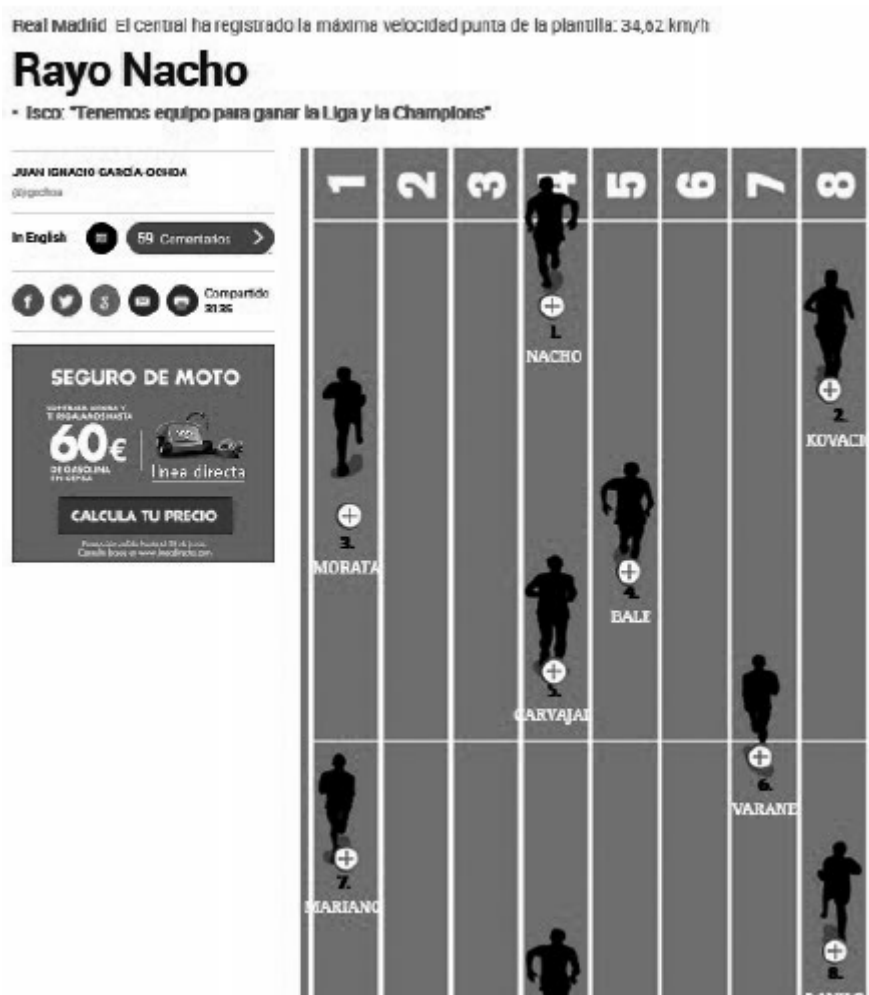 Real Madrid El central ha registrado la máxima velocidad punta de la plantilla: 34,62 km/h
Rayo Nacho
• Isco: "Tenemos equipo para ganar la Liga y la Champions"
JUAN IGNACIO GARCÍA-OCHOA
In English
59 Comentarios
Compartido
3135
SEGURO DE MOTO
60€
DE GASOLINA
línea directa
CALCULA TU PRECIO
1 2 3 4 5 6 7 8
1.
NACHO
2.
KOVACI
3.
MORATA
4.
BALE
5.
CARVAJAL
6.
VARANE
7.
MARIANO
8.